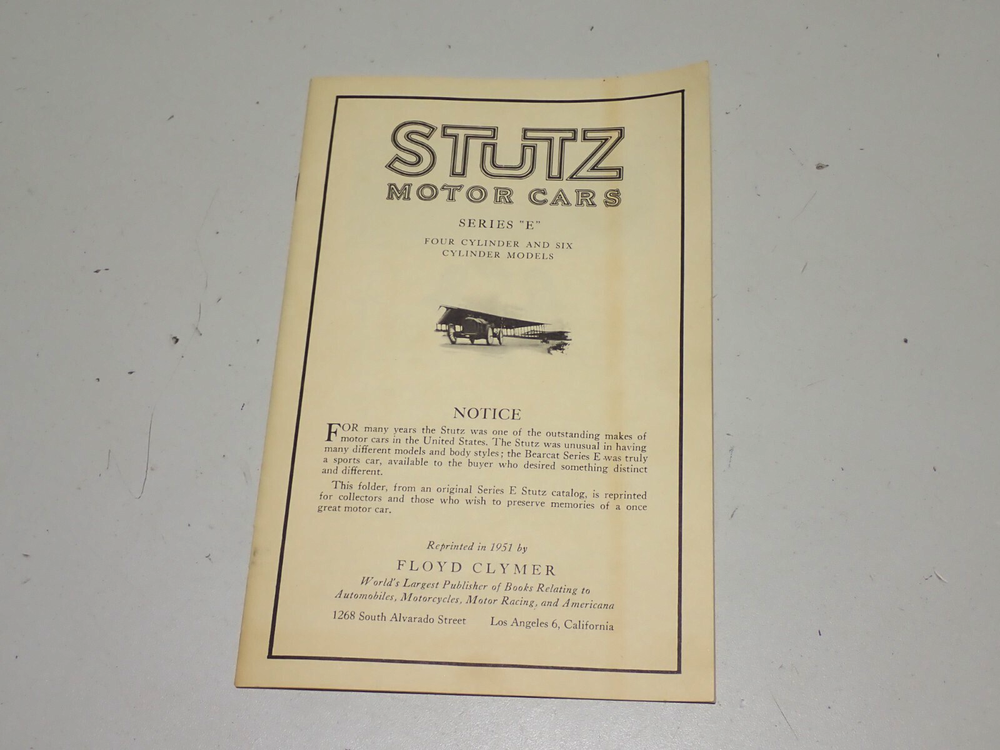 STUTZ
MOTOR CARS
SERIES "E"
FOUR CYLINDER AND SIX
CYLINDER MODELS
NOTICE
FOR many years the Stutz was one of the outstanding makes of
motor cars in the United States. The Stutz was unusual in having
many different models and body styles; the Bearcat Series E was truly
a sports car, available to the buyer who desired something distinct
and different.
This folder, from an original Series E Stutz catalog, is reprinted
for collectors and those who wish to preserve memories of a once
great motor car.
Reprinted in 1951 by
FLOYD CLYMER
World's Largest Publisher of Books Relating to
Automobiles, Motorcycles, Motor Racing, and Americana
1268 South Alvarado Street Los Angeles 6, California